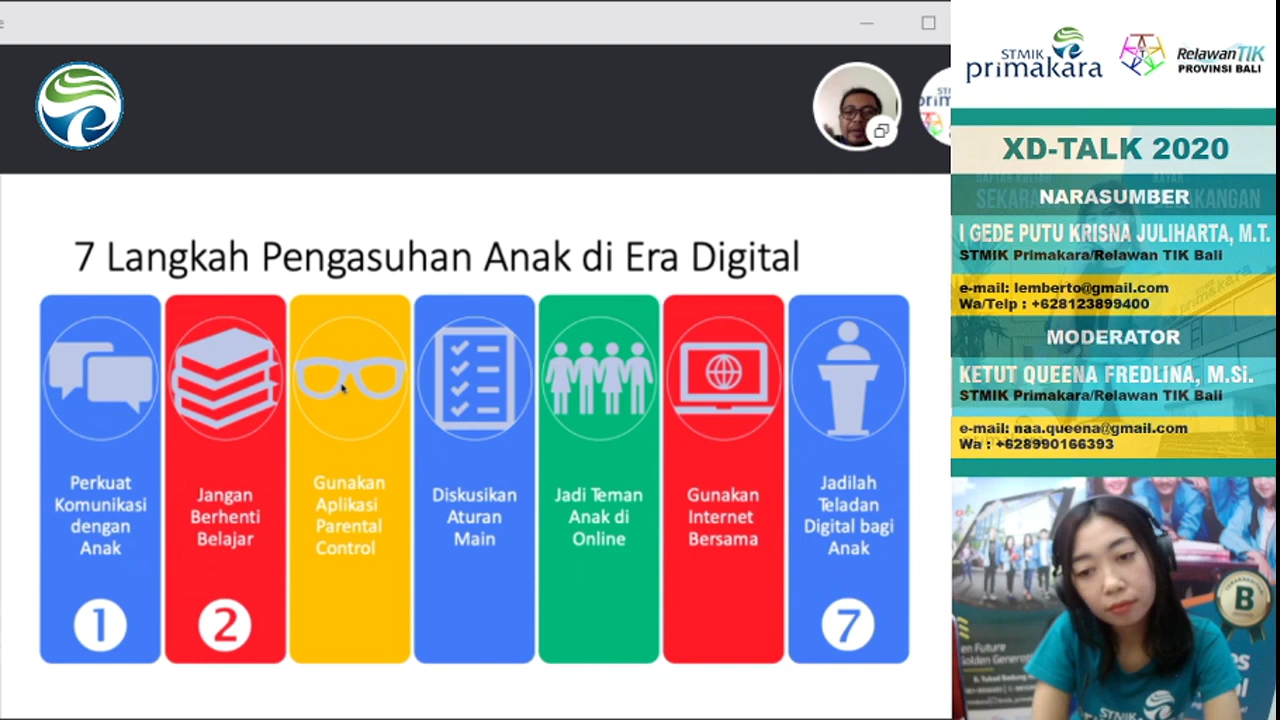 7 Langkah Pengasuhan Anak di Era Digital
Perkuat
Komunikasi
dengan
Anak
1
Jangan
Berhenti
Belajar
2
Gunakan
Aplikasi
Parental
Control
Diskusikan
Aturan
Main
Jadi Teman
Anak di
Online
Gunakan
Internet
Bersama
Jadilah
Teladan
Digital bagi
Anak
7
STMIK
primakara
RelawanTIK
PROVINSI BALI
XD-TALK 2020
NARASUMBER
I GEDE PUTU KRISNA JULIHARTA, M.T.
STMIK Primakara/Relawan TIK Bali
e-mail: lemberto@gmail.com
Wa/Telp : +628123899400
MODERATOR
KETUT QUEENA FREDLINA, M.Si.
STMIK Primakara/Relawan TIK Bali
e-mail: naa.queena@gmail.com
Wa : +628990166393
B
STMIK